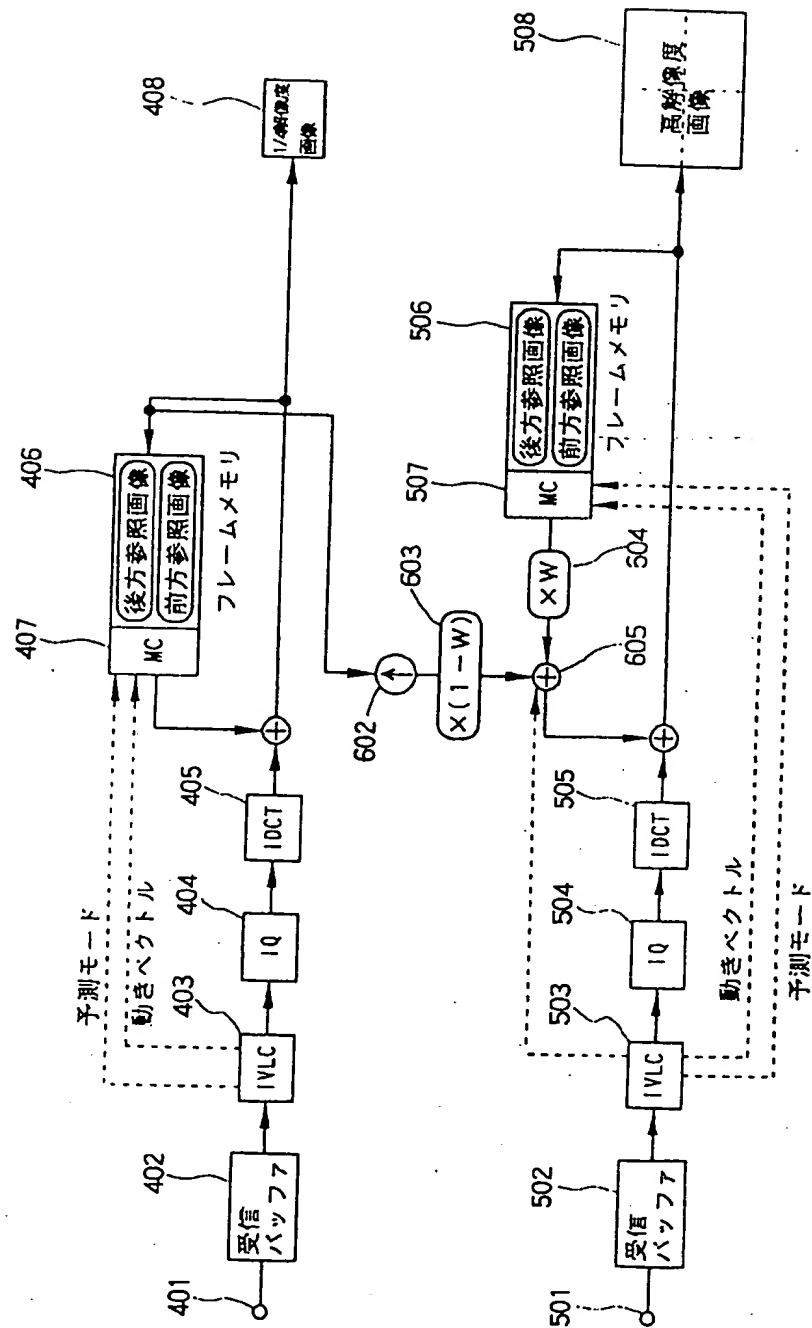 401
402
受信
バッファ
403
IVLC
404
IQ
405
IDCT
予測モード
動きベクトル
407
MC
406
後方参照画像
前方参照画像
フレームメモリ
408
1/4解像度
画像
602
603
×(1-W)
604
×W
605
501
502
受信
バッファ
503
IVLC
504
IQ
505
IDCT
動きベクトル
予測モード
507
MC
506
後方参照画像
前方参照画像
フレームメモリ
508
高解像度
画像